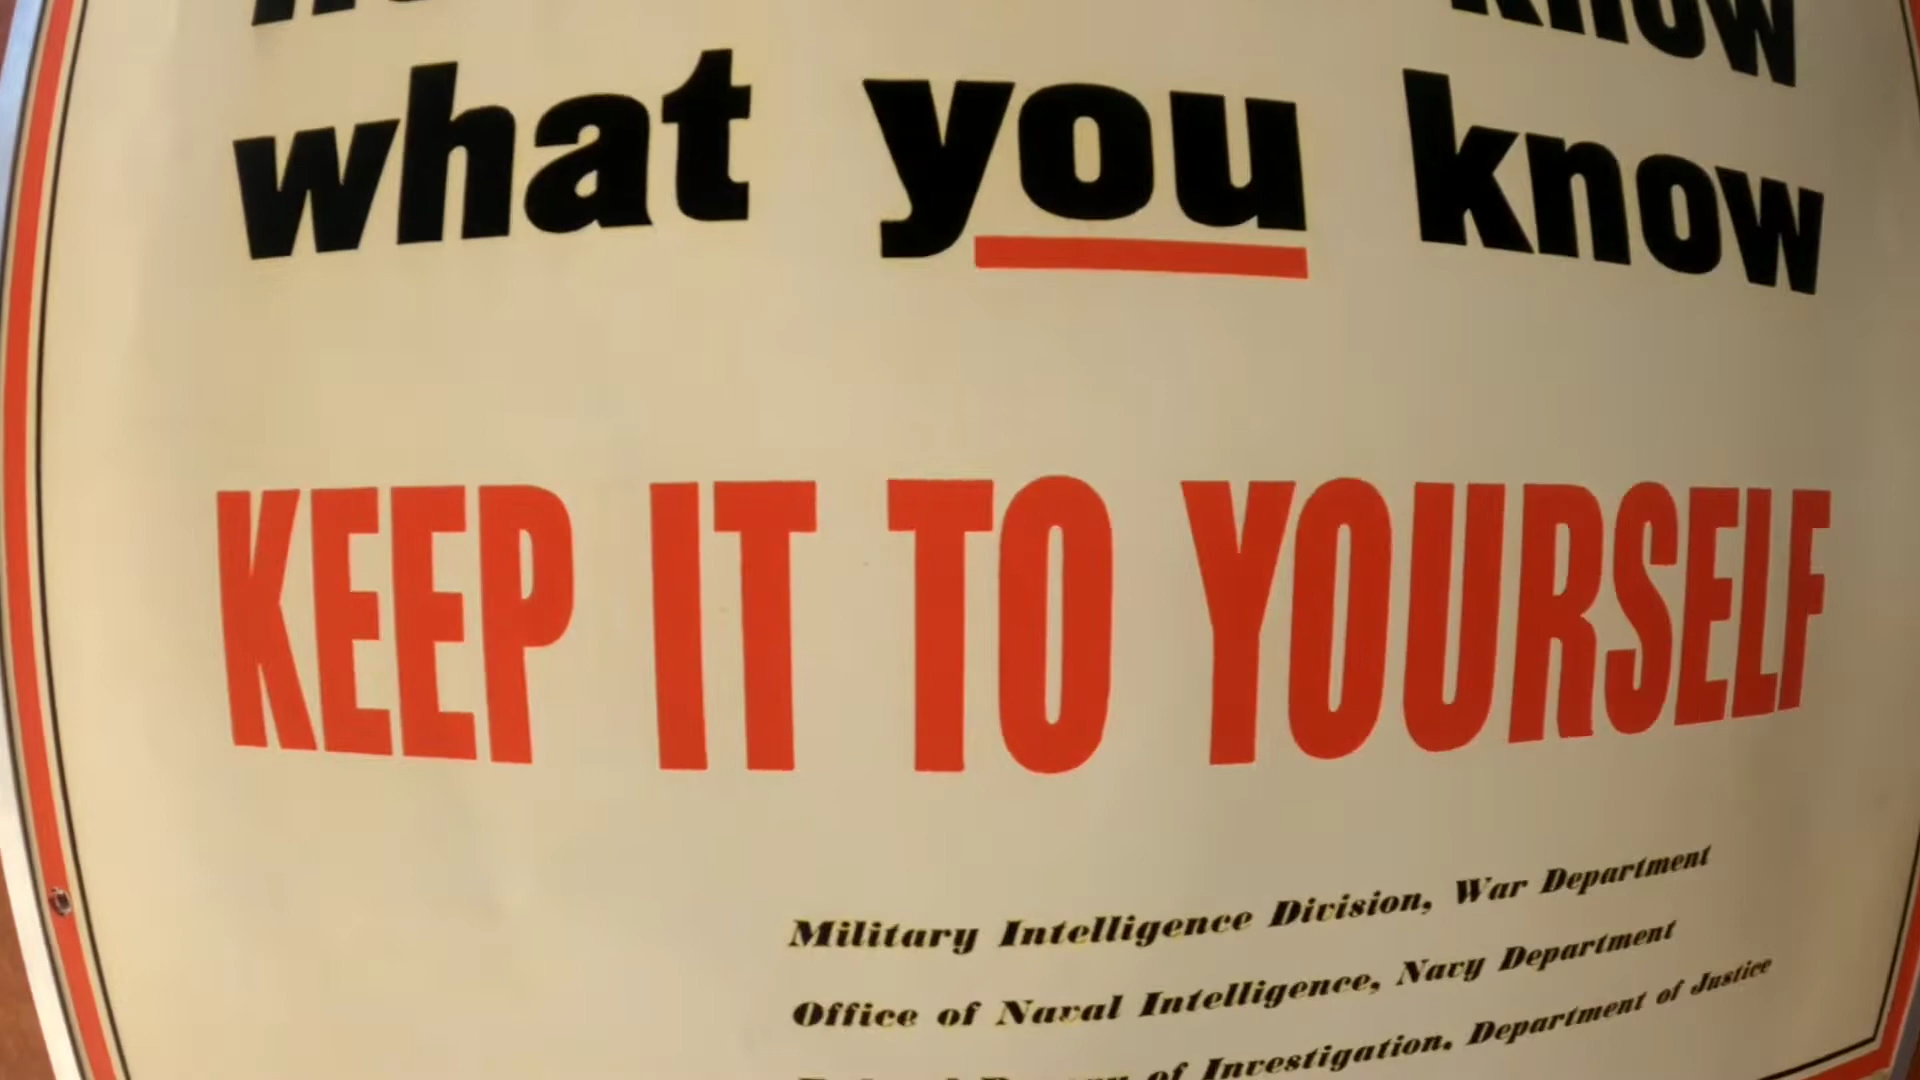 know
what you know
KEEP IT TO YOURSELF
Military Intelligence Division, War Department
Office of Naval Intelligence, Navy Department
of Investigation. Department of Justice